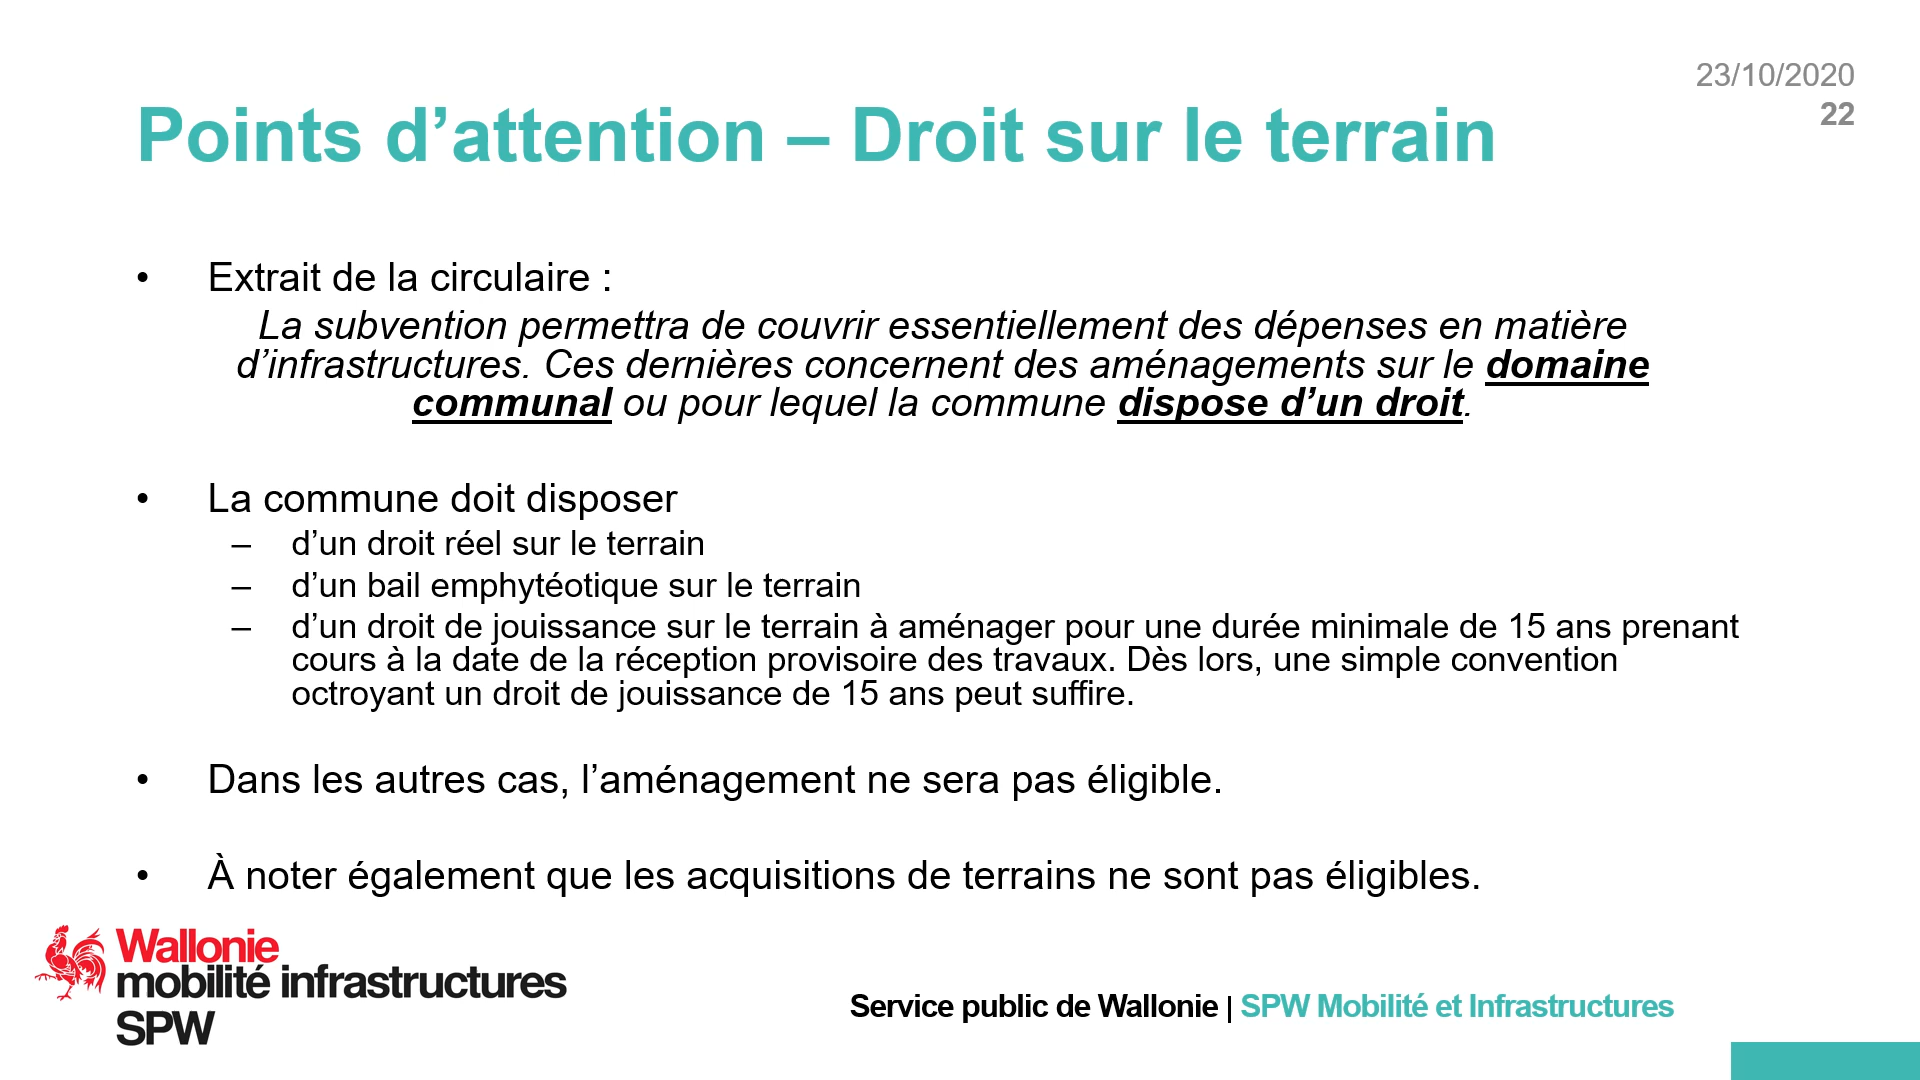 23/10/2020
22
Points d’attention – Droit sur le terrain
• Extrait de la circulaire :
La subvention permettra de couvrir essentiellement des dépenses en matière
d’infrastructures. Ces dernières concernent des aménagements sur le domaine
communal ou pour lequel la commune dispose d’un droit.
• La commune doit disposer
– d’un droit réel sur le terrain
– d’un bail emphytéotique sur le terrain
– d’un droit de jouissance sur le terrain à aménager pour une durée minimale de 15 ans prenant
cours à la date de la réception provisoire des travaux. Dès lors, une simple convention
octroyant un droit de jouissance de 15 ans peut suffire.
• Dans les autres cas, l’aménagement ne sera pas éligible.
• À noter également que les acquisitions de terrains ne sont pas éligibles.
Wallonie
mobilité infrastructures
SPW
Service public de Wallonie | SPW Mobilité et Infrastructures